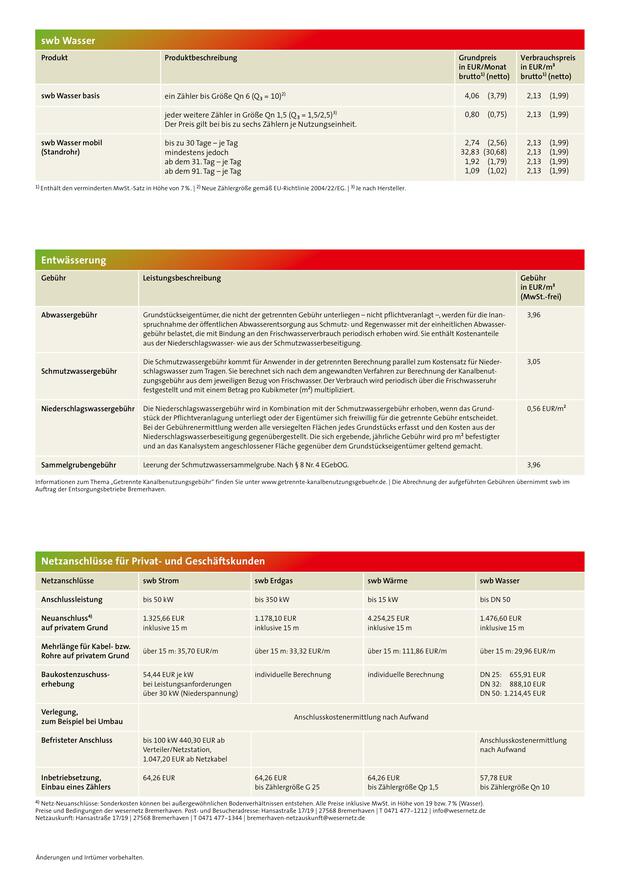 swb Wasser
Produkt Produktbeschreibung Grundpreis in EUR/Monat brutto¹⁾ (netto) Verbrauchspreis in EUR/m³ brutto¹⁾ (netto)
swb Wasser basis ein Zähler bis Größe Qn 6 (Q₃ = 10)²⁾ 4,06 (3,79) 2,13 (1,99)
jeder weitere Zähler in Größe Qn 1,5 (Q₃ = 1,5/2,5)³⁾ 0,80 (0,75) 2,13 (1,99)
Der Preis gilt bei bis zu sechs Zählern je Nutzungseinheit.
swb Wasser mobil bis zu 30 Tage – je Tag 2,74 (2,56) 2,13 (1,99)
(Standrohr) mindestens jedoch 32,83 (30,68) 2,13 (1,99)
ab dem 31. Tag – je Tag 1,92 (1,79) 2,13 (1,99)
ab dem 91. Tag – je Tag 1,09 (1,02) 2,13 (1,99)
¹⁾ Enthält den verminderten MwSt.-Satz in Höhe von 7 %. | ²⁾ Neue Zählergröße gemäß EU-Richtlinie 2004/22/EG. | ³⁾ Je nach Hersteller.
Entwässerung
Gebühr Leistungsbeschreibung Gebühr in EUR/m³ (MwSt.-frei)
Abwassergebühr Grundstückseigentümer, die nicht der getrennten Gebühr unterliegen – nicht pflichtveranlagt –, werden für die Inan- 3,96
spruchnahme der öffentlichen Abwasserentsorgung aus Schmutz- und Regenwasser mit der einheitlichen Abwasser-
gebühr belastet, die mit Bindung an den Frischwasserverbrauch periodisch erhoben wird. Sie enthält Kostenanteile
aus der Niederschlagswasser- wie aus der Schmutzwasserbeseitigung.
Die Schmutzwassergebühr kommt für Anwender in der getrennten Berechnung parallel zum Kostensatz für Nieder- 3,05
Schmutzwassergebühr schlagswasser zum Tragen. Sie berechnet sich nach dem angewandten Verfahren zur Berechnung der Kanalbenut-
zungsgebühr aus dem jeweiligen Bezug von Frischwasser. Der Verbrauch wird periodisch über die Frischwasseruhr
festgestellt und mit einem Betrag pro Kubikmeter (m³) multipliziert.
Niederschlagswassergebühr Die Niederschlagswassergebühr wird in Kombination mit der Schmutzwassergebühr erhoben, wenn das Grund- 0,56 EUR/m²
stück der Pflichtveranlagung unterliegt oder der Eigentümer sich freiwillig für die getrennte Gebühr entscheidet.
Bei der Gebührenermittlung werden alle versiegelten Flächen jedes Grundstücks erfasst und den Kosten aus der
Niederschlagswasserbeseitigung gegenübergestellt. Die sich ergebende, jährliche Gebühr wird pro m² befestigter
und an das Kanalsystem angeschlossener Fläche gegenüber dem Grundstückseigentümer geltend gemacht.
Sammelgrubengebühr Leerung der Schmutzwassersammelgrube. Nach § 8 Nr. 4 EGebOG. 3,96
Informationen zum Thema „Getrennte Kanalbenutzungsgebühr“ finden Sie unter www.getrennte-kanalbenutzungsgebuehr.de. | Die Abrechnung der aufgeführten Gebühren übernimmt swb im
Auftrag der Entsorgungsbetriebe Bremerhaven.
Netzanschlüsse für Privat- und Geschäftskunden
Netzanschlüsse swb Strom swb Erdgas swb Wärme swb Wasser
Anschlussleistung bis 50 kW bis 350 kW bis 15 kW bis DN 50
Neuanschluss⁴⁾ 1.325,66 EUR 1.178,10 EUR 4.254,25 EUR 1.476,60 EUR
auf privatem Grund inklusive 15 m inklusive 15 m inklusive 15 m inklusive 15 m
Mehrlänge für Kabel- bzw.
Rohre auf privatem Grund über 15 m: 35,70 EUR/m über 15 m: 33,32 EUR/m über 15 m: 111,86 EUR/m über 15 m: 29,96 EUR/m
Baukostenzuschuss- 54,44 EUR je kW individuelle Berechnung individuelle Berechnung DN 25: 655,91 EUR
erhebung bei Leistungsanforderungen DN 32: 888,10 EUR
über 30 kW (Niederspannung) DN 50: 1.214,45 EUR
Verlegung,
zum Beispiel bei Umbau Anschlusskostenermittlung nach Aufwand
Befristeter Anschluss bis 100 kW 440,30 EUR ab Anschlusskostenermittlung
Verteiler/Netzstation, nach Aufwand
1.047,20 EUR ab Netzkabel
Inbetriebsetzung, 64,26 EUR 64,26 EUR 64,26 EUR 57,78 EUR
Einbau eines Zählers bis Zählergröße G 25 bis Zählergröße Qp 1,5 bis Zählergröße Qn 10
⁴⁾ Netz-Neuanschlüsse: Sonderkosten können bei außergewöhnlichen Bodenverhältnissen entstehen. Alle Preise inklusive MwSt. in Höhe von 19 bzw. 7 % (Wasser).
Preise und Bedingungen der wesernetz Bremerhaven. Post- und Besucheradresse: Hansastraße 17/19 | 27568 Bremerhaven | T 0471 477–1212 | info@wesernetz.de
Netzauskunft: Hansastraße 17/19 | 27568 Bremerhaven | T 0471 477–1344 | bremerhaven-netzauskunft@wesernetz.de
Änderungen und Irrtümer vorbehalten.